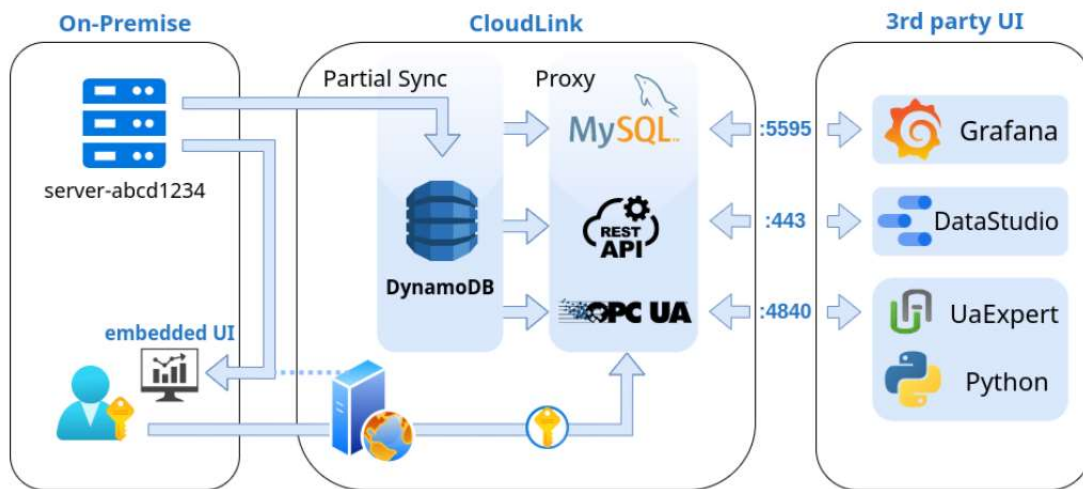 On-Premise
CloudLink
3rd party UI
Partial Sync
Proxy
MySQL
:5595
Grafana
server-abcd1234
REST
API
:443
DataStudio
DynamoDB
OPC UA
:4840
UaExpert
embedded UI
Python